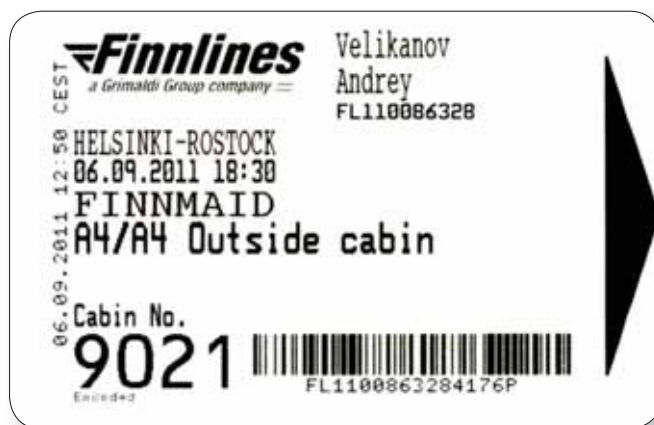 Finnlines
a Grimaldi Group company
Velikanov
Andrey
FL110086328
HELSINKI-ROSTOCK
06.09.2011 18:30
FINNMAID
A4/A4 Outside cabin
Cabin No.
9021
Encoded
FL1100863284176P
06.09.2011 12:50 CEST